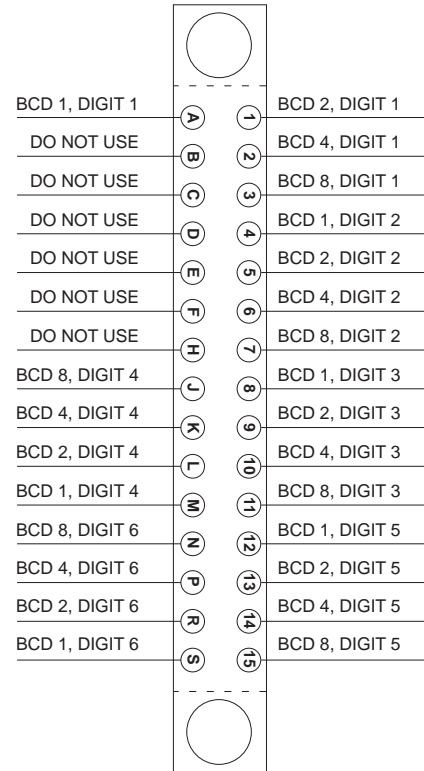 BCD 1, DIGIT 1 A 1 BCD 2, DIGIT 1
DO NOT USE B 2 BCD 4, DIGIT 1
DO NOT USE C 3 BCD 8, DIGIT 1
DO NOT USE D 4 BCD 1, DIGIT 2
DO NOT USE E 5 BCD 2, DIGIT 2
DO NOT USE F 6 BCD 4, DIGIT 2
DO NOT USE H 7 BCD 8, DIGIT 2
BCD 8, DIGIT 4 J 8 BCD 1, DIGIT 3
BCD 4, DIGIT 4 K 9 BCD 2, DIGIT 3
BCD 2, DIGIT 4 L 10 BCD 4, DIGIT 3
BCD 1, DIGIT 4 M 11 BCD 8, DIGIT 3
BCD 8, DIGIT 6 N 12 BCD 1, DIGIT 5
BCD 4, DIGIT 6 P 13 BCD 2, DIGIT 5
BCD 2, DIGIT 6 R 14 BCD 4, DIGIT 5
BCD 1, DIGIT 6 S 15 BCD 8, DIGIT 5